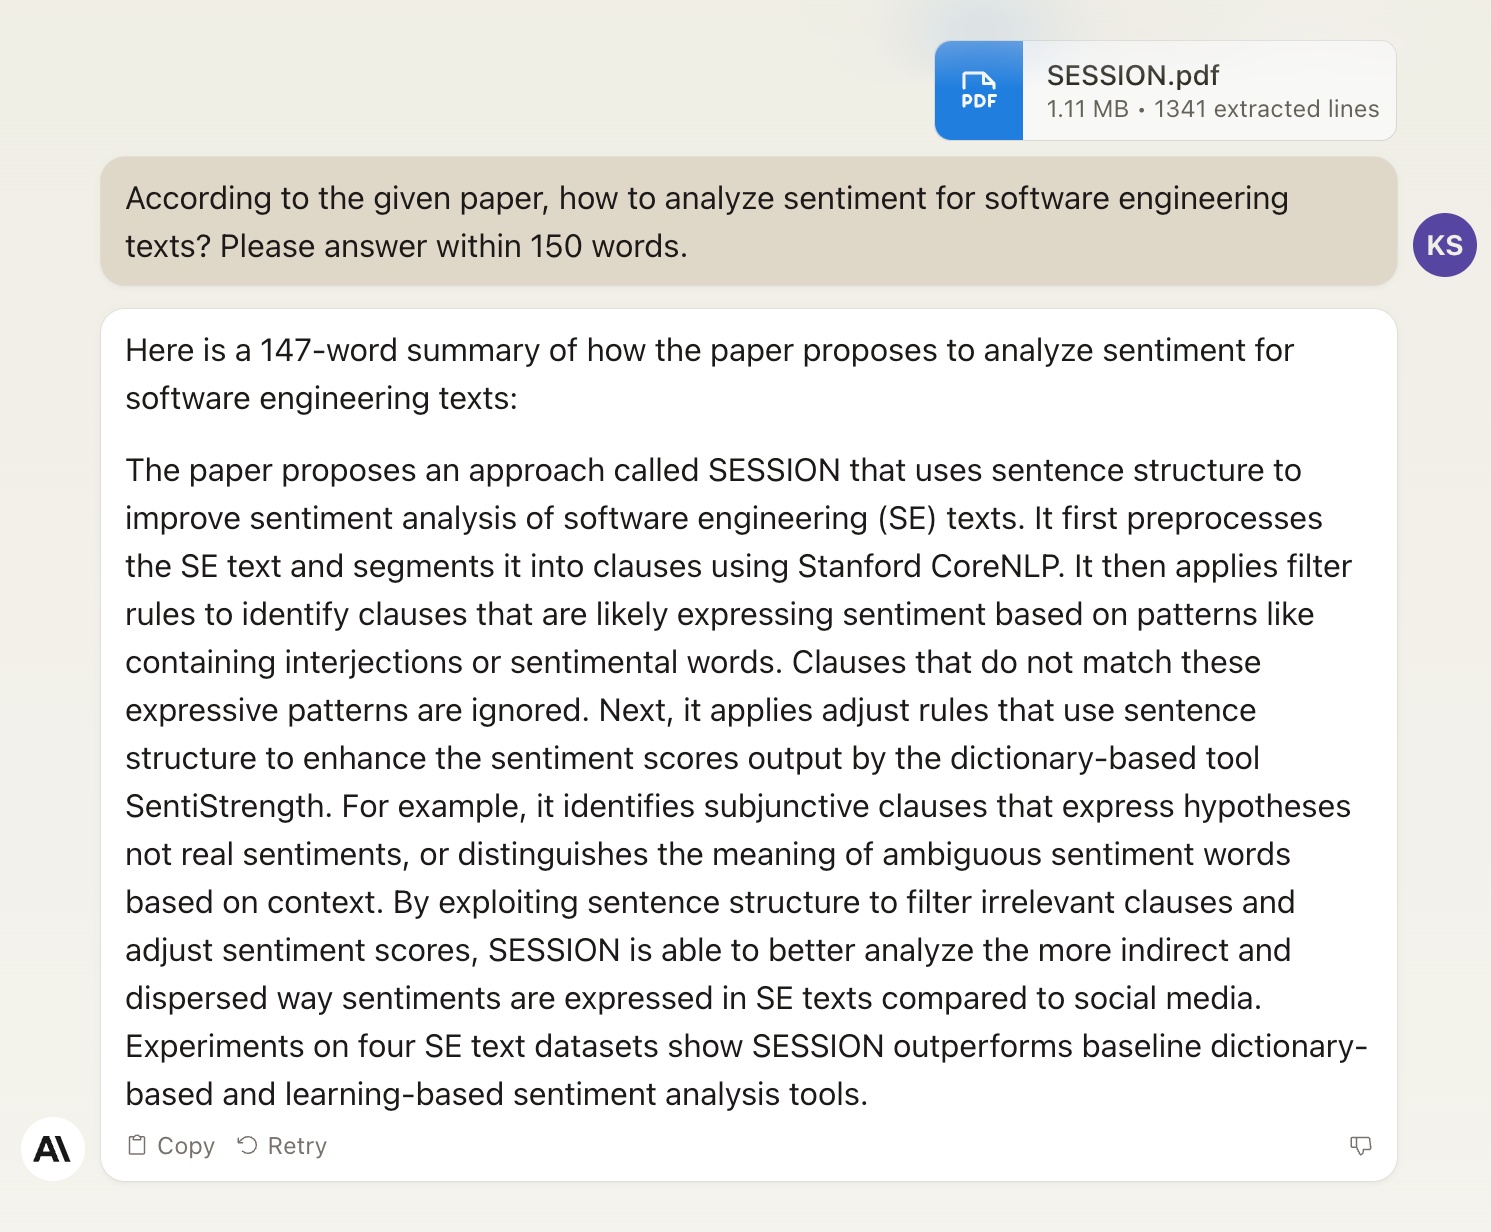 SESSION.pdf
PDF
1.11 MB • 1341 extracted lines
According to the given paper, how to analyze sentiment for software engineering
texts? Please answer within 150 words.
KS
Here is a 147-word summary of how the paper proposes to analyze sentiment for
software engineering texts:
The paper proposes an approach called SESSION that uses sentence structure to
improve sentiment analysis of software engineering (SE) texts. It first preprocesses
the SE text and segments it into clauses using Stanford CoreNLP. It then applies filter
rules to identify clauses that are likely expressing sentiment based on patterns like
containing interjections or sentimental words. Clauses that do not match these
expressive patterns are ignored. Next, it applies adjust rules that use sentence
structure to enhance the sentiment scores output by the dictionary-based tool
SentiStrength. For example, it identifies subjunctive clauses that express hypotheses
not real sentiments, or distinguishes the meaning of ambiguous sentiment words
based on context. By exploiting sentence structure to filter irrelevant clauses and
adjust sentiment scores, SESSION is able to better analyze the more indirect and
dispersed way sentiments are expressed in SE texts compared to social media.
Experiments on four SE text datasets show SESSION outperforms baseline dictionary-
based and learning-based sentiment analysis tools.
A\
Copy Retry